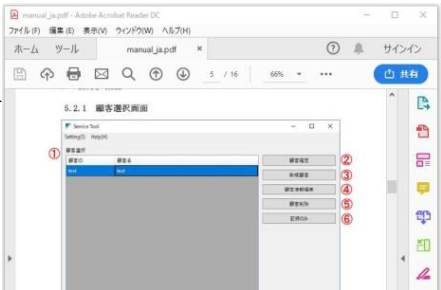 manual_ja.pdf - Adobe Acrobat Reader DC
ファイル(F) 編集(E) 表示(V) ウィンドウ(W) ヘルプ(H)
ホーム ツール manual_ja.pdf × サインイン
5 / 16 66% 共有
5.2.1 顧客選択画面
Service Tool
Setting(S) Help(H)
① 顧客選択
顧客ID 顧客名 顧客確定 ②
test test 新規顧客 ③
顧客情報編集 ④
顧客削除 ⑤
⑥